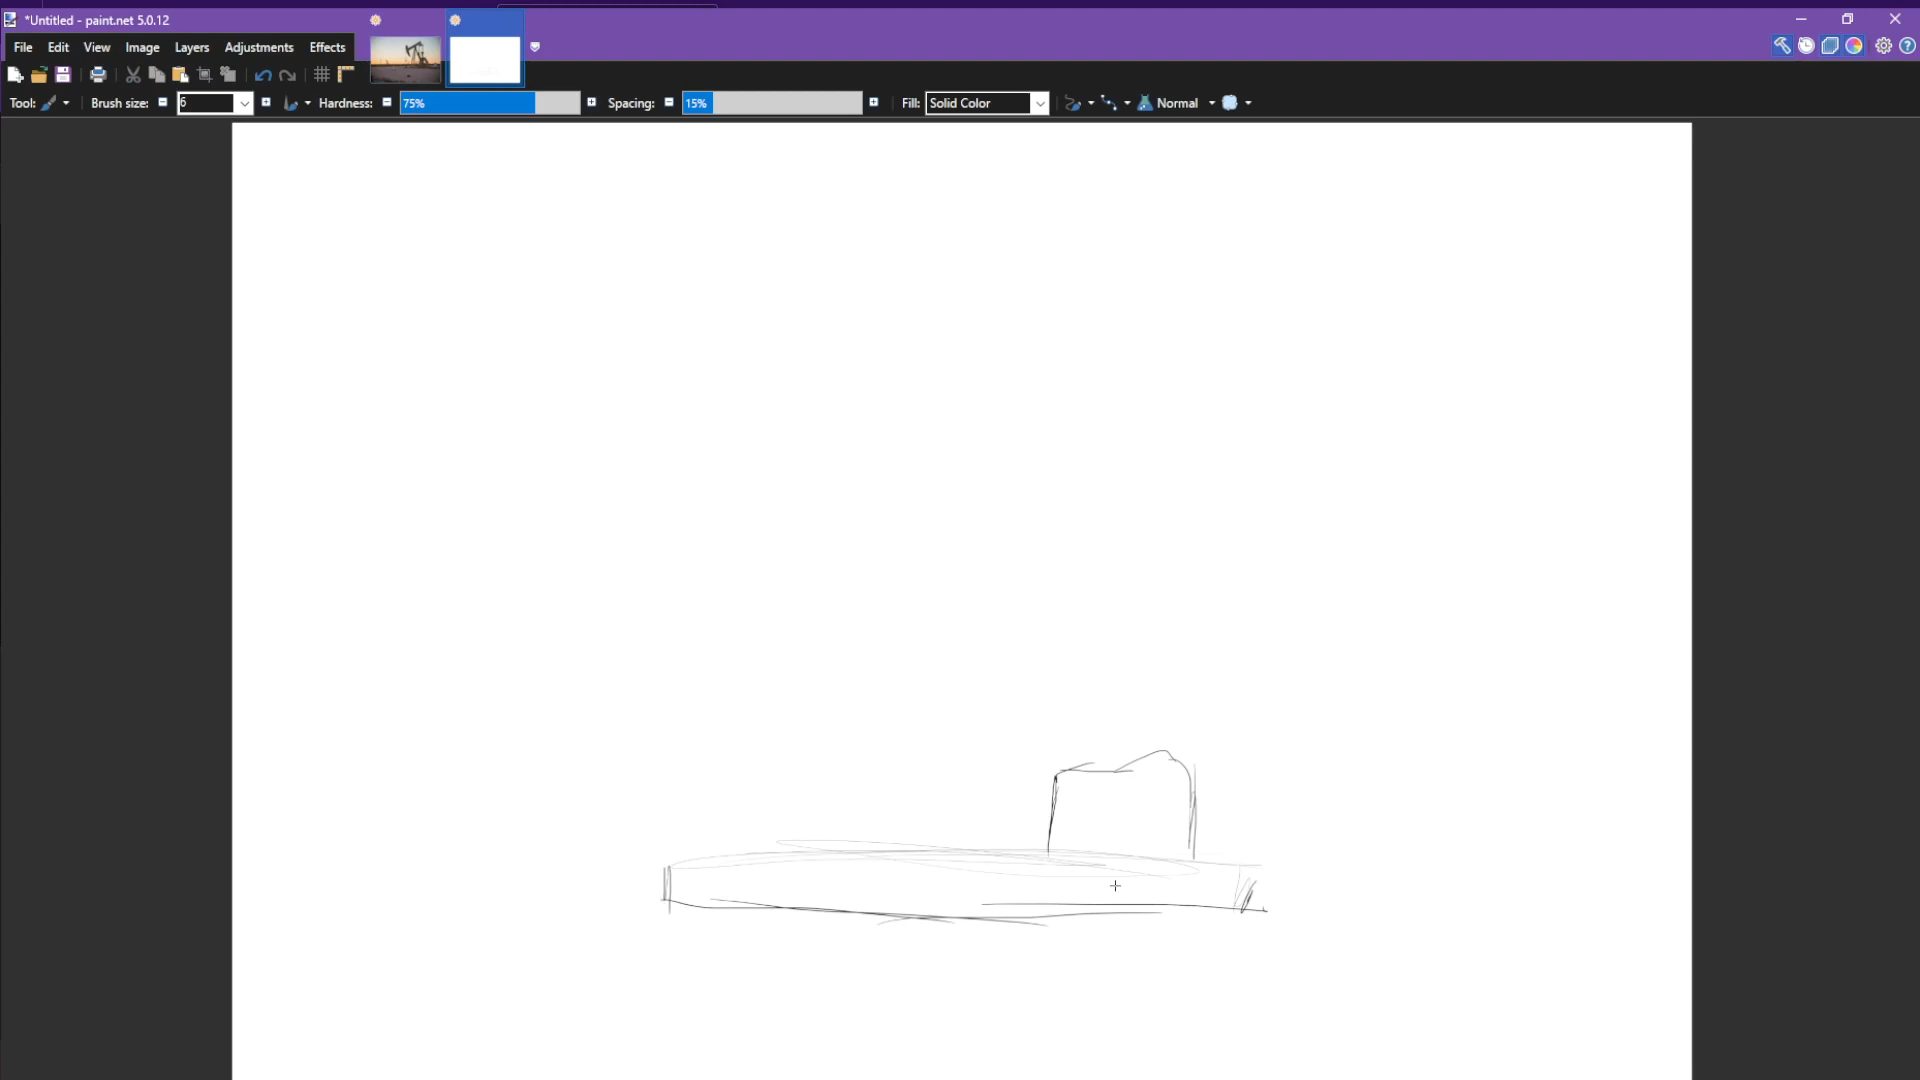 *Untitled - paint.net 5.0.12
File Edit View Image Layers Adjustments Effects
Tool: Brush size: 6 Hardness: 75% Spacing: 15% Fill: Solid Color Normal